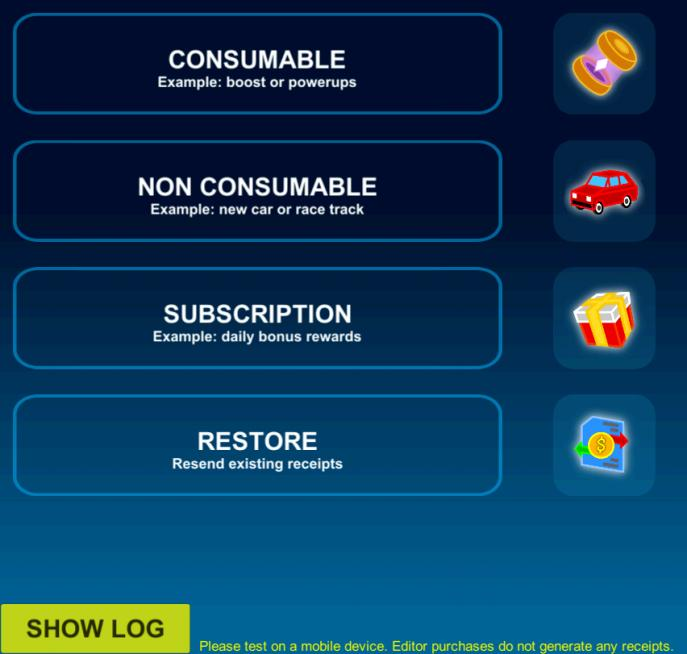 CONSUMABLE
Example: boost or powerups
NON CONSUMABLE
Example: new car or race track
SUBSCRIPTION
Example: daily bonus rewards
RESTORE
Resend existing receipts
SHOW LOG
Please test on a mobile device. Editor purchases do not generate any receipts.